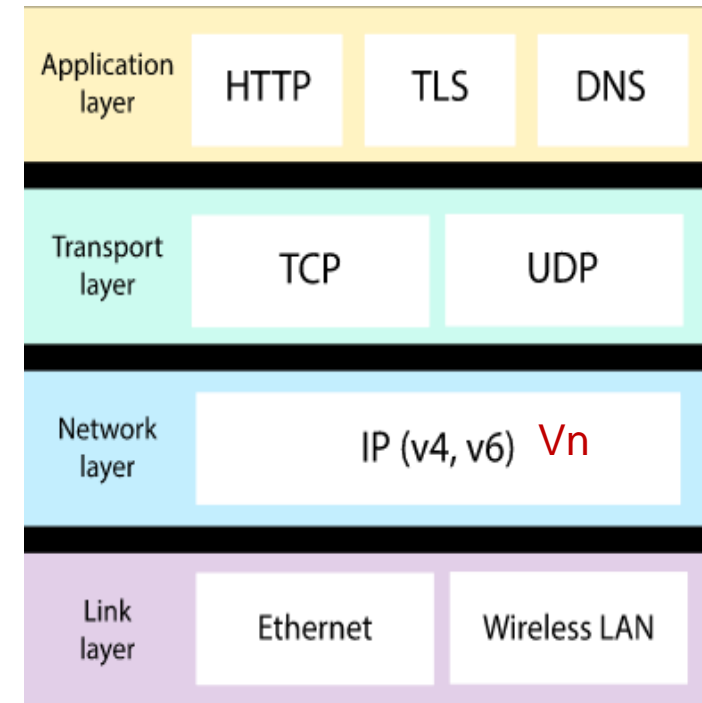 Application
layer
HTTP
TLS
DNS
Transport
layer
TCP
UDP
Network
layer
IP (v4, v6) Vn
Link
layer
Ethernet
Wireless LAN